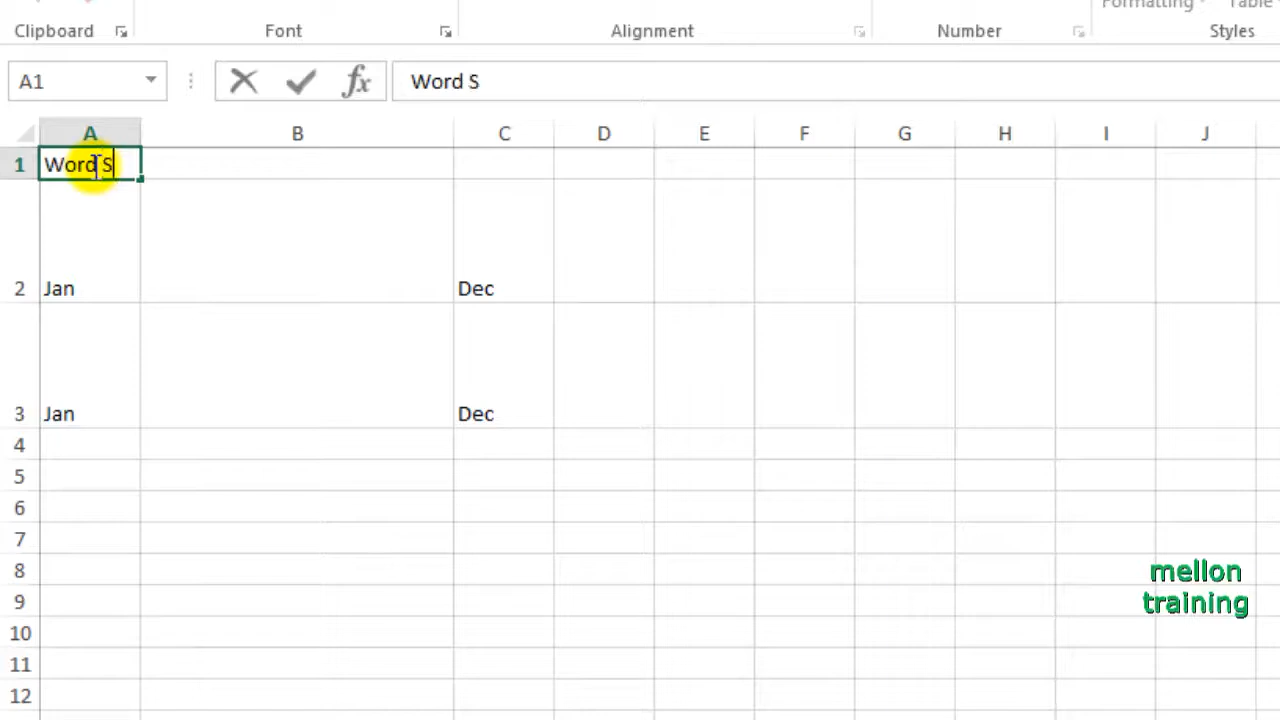 Formatting Table
Clipboard Font Alignment Number Styles
A1 fx Word S
A B C D E F G H I J
1 Word S
2 Jan Dec
3 Jan Dec
4
5
6
7
8
9
10
11
12
mellon
training